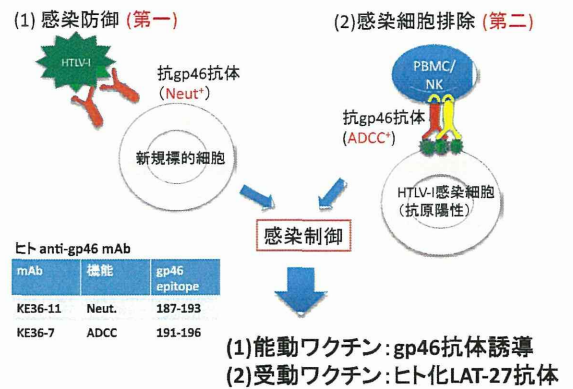 (1) 感染防御 (第一)
HTLV-I
抗gp46抗体
(Neut⁺)
新規標的細胞
(2)感染細胞排除 (第二)
PBMC/
NK
抗gp46抗体
(ADCC⁺)
HTLV-I感染細胞
(抗原陽性)
感染制御
ヒト anti-gp46 mAb
mAb 機能 gp46
epitope
KE36-11 Neut. 187-193
KE36-7 ADCC 191-196
(1)能動ワクチン:gp46抗体誘導
(2)受動ワクチン:ヒト化LAT-27抗体